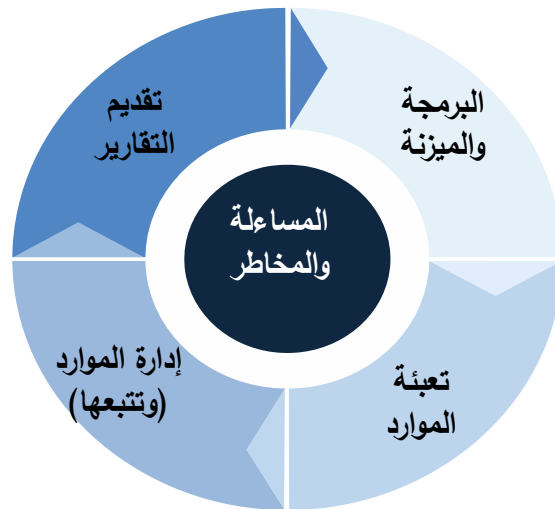 تقديم
التقارير
البرمجة
والميزنة
المساءلة
والمخاطر
إدارة الموارد
(وتتبعها)
تعبئة
الموارد